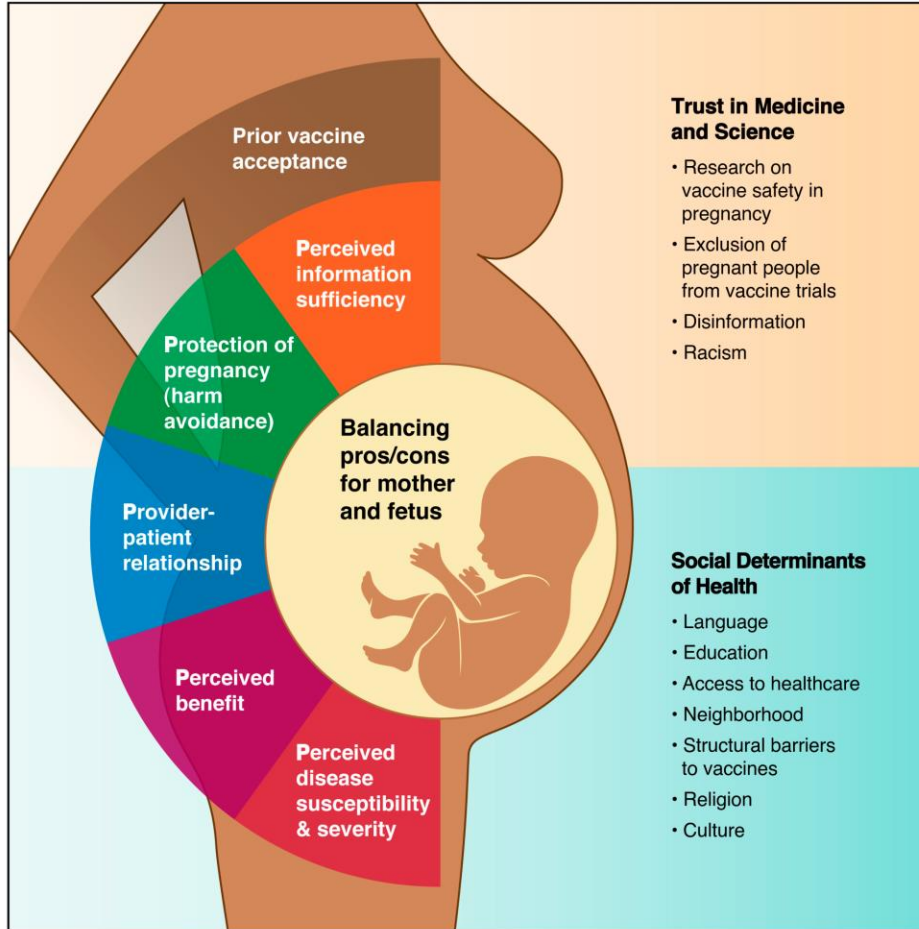 Prior vaccine
acceptance
Perceived
information
sufficiency
Protection of
pregnancy
(harm
avoidance)
Provider-
patient
relationship
Perceived
benefit
Perceived
disease
susceptibility
& severity
Balancing
pros/cons
for mother
and fetus
Trust in Medicine
and Science
• Research on
vaccine safety in
pregnancy
• Exclusion of
pregnant people
from vaccine trials
• Disinformation
• Racism
Social Determinants
of Health
• Language
• Education
• Access to healthcare
• Neighborhood
• Structural barriers
to vaccines
• Religion
• Culture